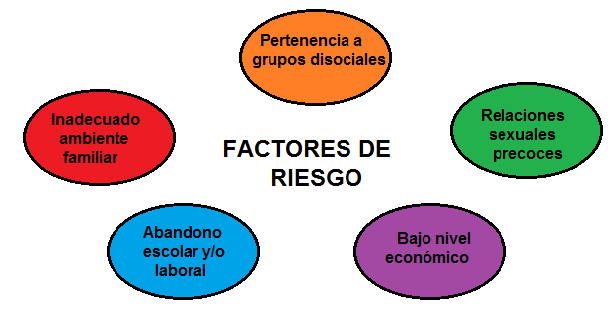 Pertenencia a
grupos disociales
Inadecuado
ambiente
familiar
Relaciones
sexuales
precoces
FACTORES DE
RIESGO
Abandono
escolar y/o
laboral
Bajo nivel
económico